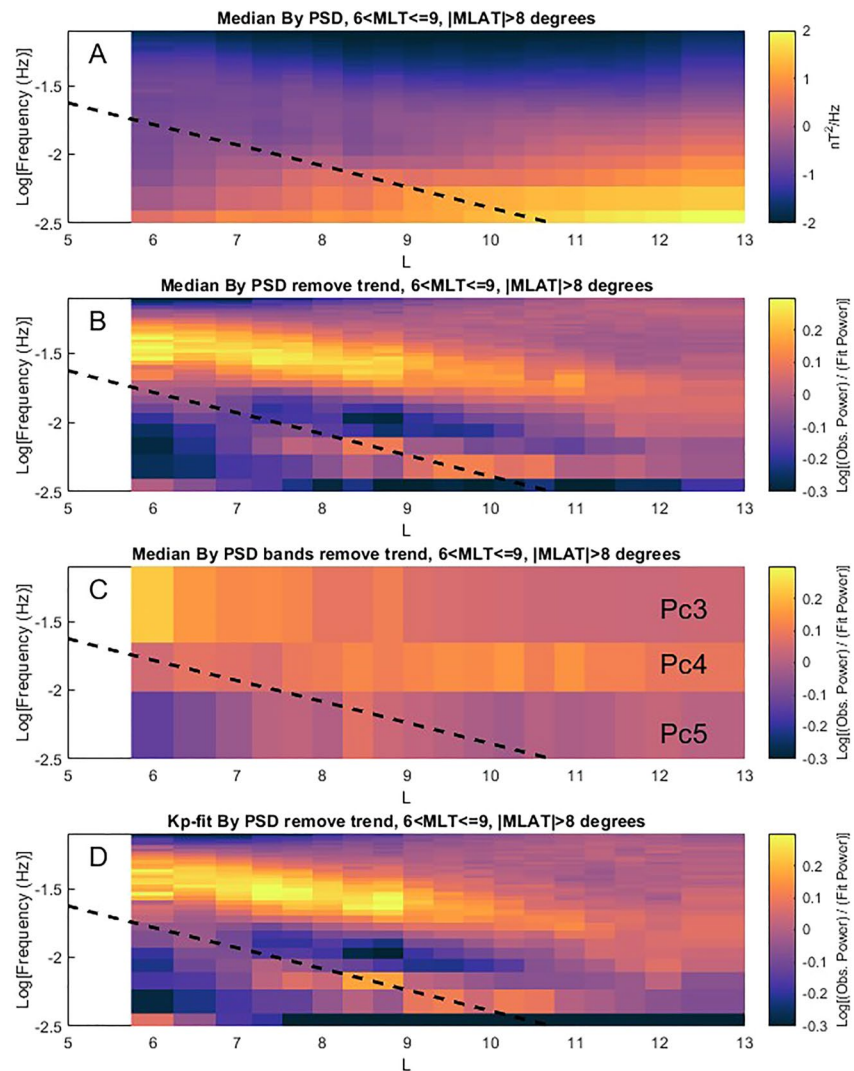 Median By PSD, 6<MLT<=9, |MLAT|>8 degrees
A
Log[Frequency (Hz)]
-1.5
-2
-2.5
5 6 7 8 9 10 11 12 13
L
2
1
0
-1
-2
nT²/Hz
Median By PSD remove trend, 6<MLT<=9, |MLAT|>8 degrees
B
Log[Frequency (Hz)]
-1.5
-2
-2.5
5 6 7 8 9 10 11 12 13
L
0.2
0.1
0
-0.1
-0.2
-0.3
Log[(Obs. Power) / (Fit Power)]
Median By PSD bands remove trend, 6<MLT<=9, |MLAT|>8 degrees
C
Log[Frequency (Hz)]
-1.5
-2
-2.5
Pc3
Pc4
Pc5
5 6 7 8 9 10 11 12 13
L
0.2
0.1
0
-0.1
-0.2
-0.3
Log[(Obs. Power) / (Fit Power)]
Kp-fit By PSD remove trend, 6<MLT<=9, |MLAT|>8 degrees
D
Log[Frequency (Hz)]
-1.5
-2
-2.5
5 6 7 8 9 10 11 12 13
L
0.2
0.1
0
-0.1
-0.2
-0.3
Log[(Obs. Power) / (Fit Power)]